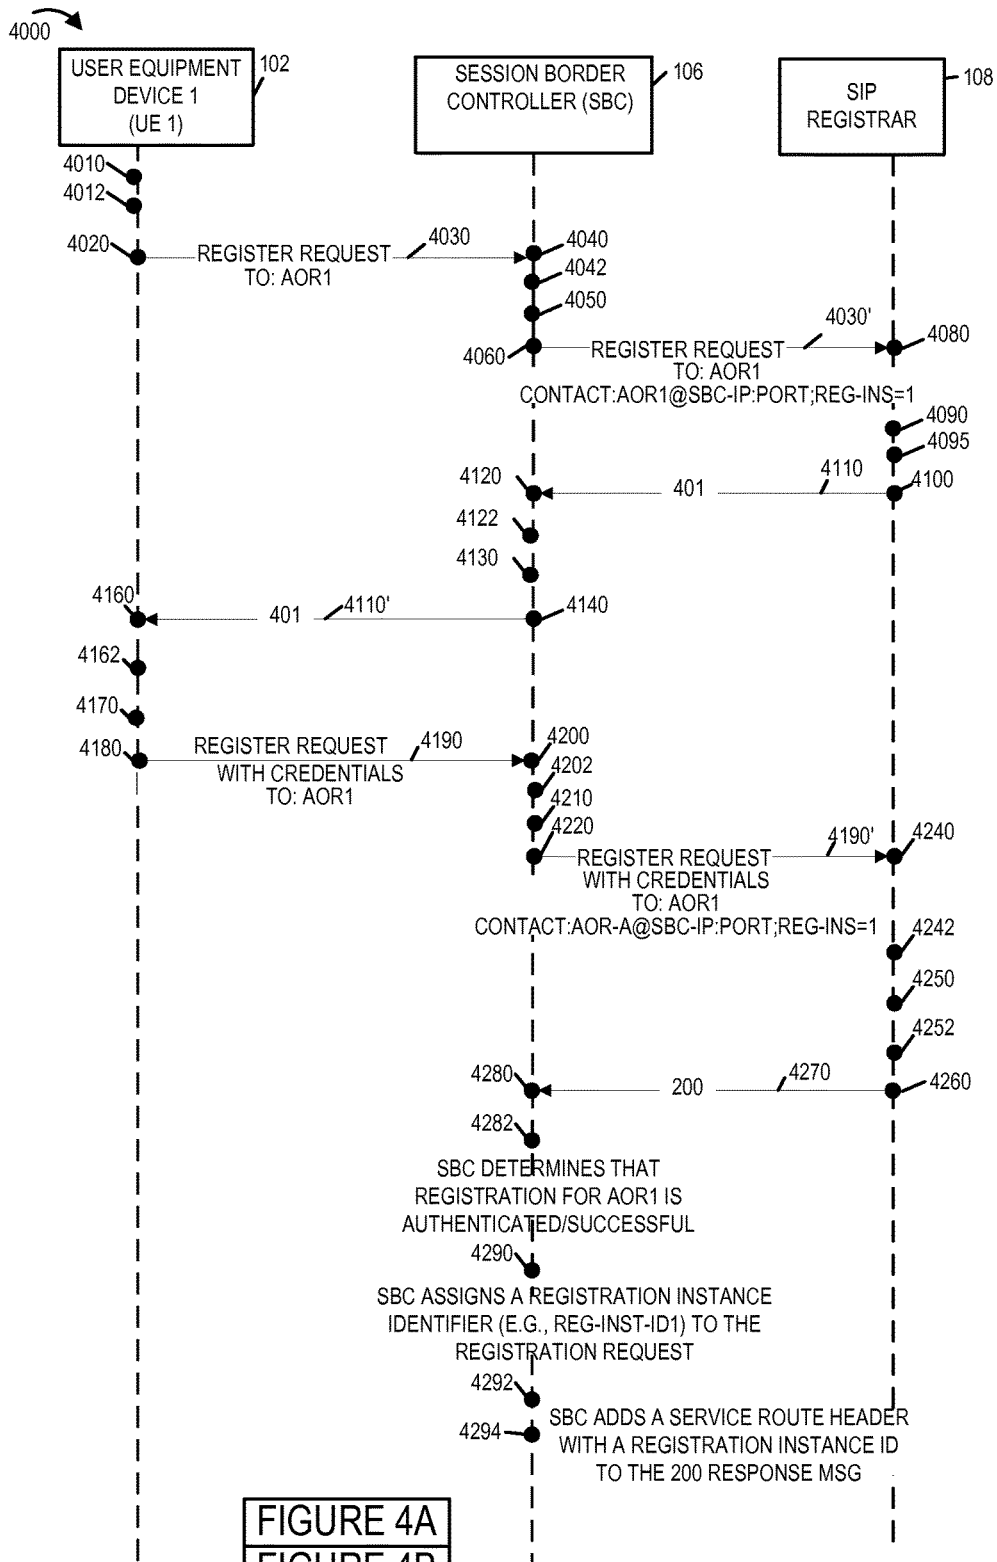 4000
USER EQUIPMENT
DEVICE 1
(UE 1)
102
SESSION BORDER
CONTROLLER (SBC)
106
SIP
REGISTRAR
108
4010
4012
4020
REGISTER REQUEST
TO: AOR1
4030
4040
4042
4050
4060
REGISTER REQUEST
TO: AOR1
CONTACT:AOR1@SBC-IP:PORT;REG-INS=1
4030'
4080
4090
4095
4100
4110
401
4120
4122
4130
4140
4110'
401
4160
4162
4170
4180
REGISTER REQUEST
WITH CREDENTIALS
TO: AOR1
4190
4200
4202
4210
4220
REGISTER REQUEST
WITH CREDENTIALS
TO: AOR1
CONTACT:AOR-A@SBC-IP:PORT;REG-INS=1
4190'
4240
4242
4250
4252
4260
4270
200
4280
4282
SBC DETERMINES THAT
REGISTRATION FOR AOR1 IS
AUTHENTICATED/SUCCESSFUL
4290
SBC ASSIGNS A REGISTRATION INSTANCE
IDENTIFIER (E.G., REG-INST-ID1) TO THE
REGISTRATION REQUEST
4292
4294
SBC ADDS A SERVICE ROUTE HEADER
WITH A REGISTRATION INSTANCE ID
TO THE 200 RESPONSE MSG
FIGURE 4A
FIGURE 4B